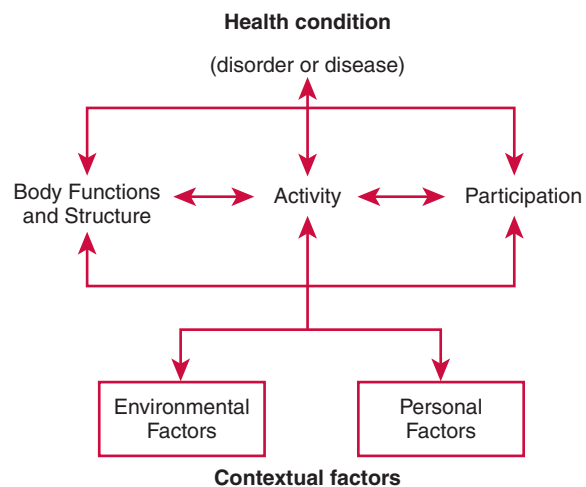 Health condition
(disorder or disease)
Body Functions
and Structure
Activity
Participation
Environmental
Factors
Personal
Factors
Contextual factors